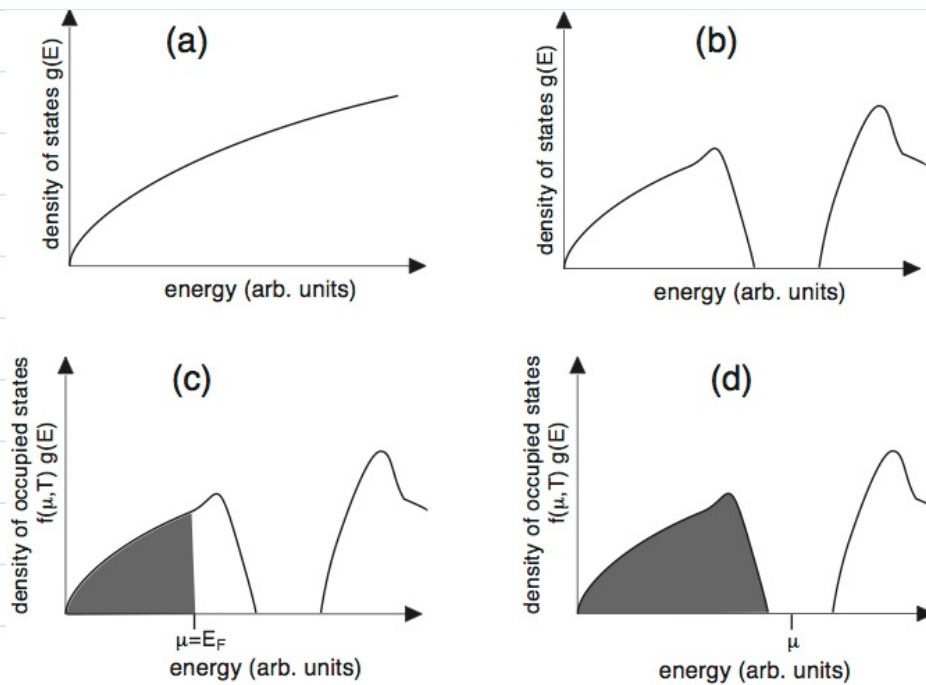 (a)
density of states g(E)
energy (arb. units)
(b)
density of states g(E)
energy (arb. units)
(c)
density of occupied states
f(μ,T) g(E)
μ=E_F
energy (arb. units)
(d)
density of occupied states
f(μ,T) g(E)
μ
energy (arb. units)